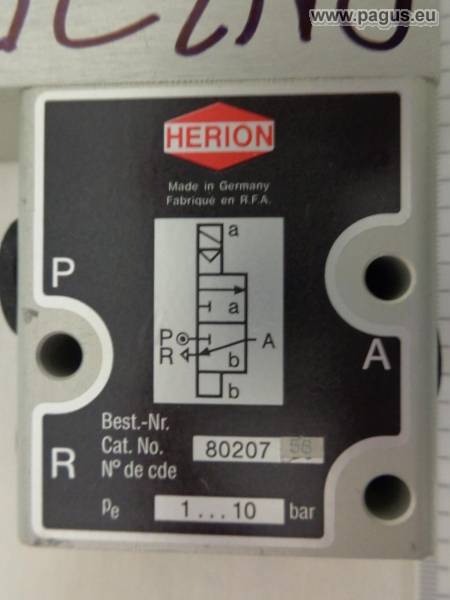 www.pagus.eu
HERION
Made in Germany
Fabriqué en R.F.A.
a
P
a
P
R
A
b
A
b
Best.-Nr.
Cat. No. 80207
R
N° de cde
pe 1...10 bar